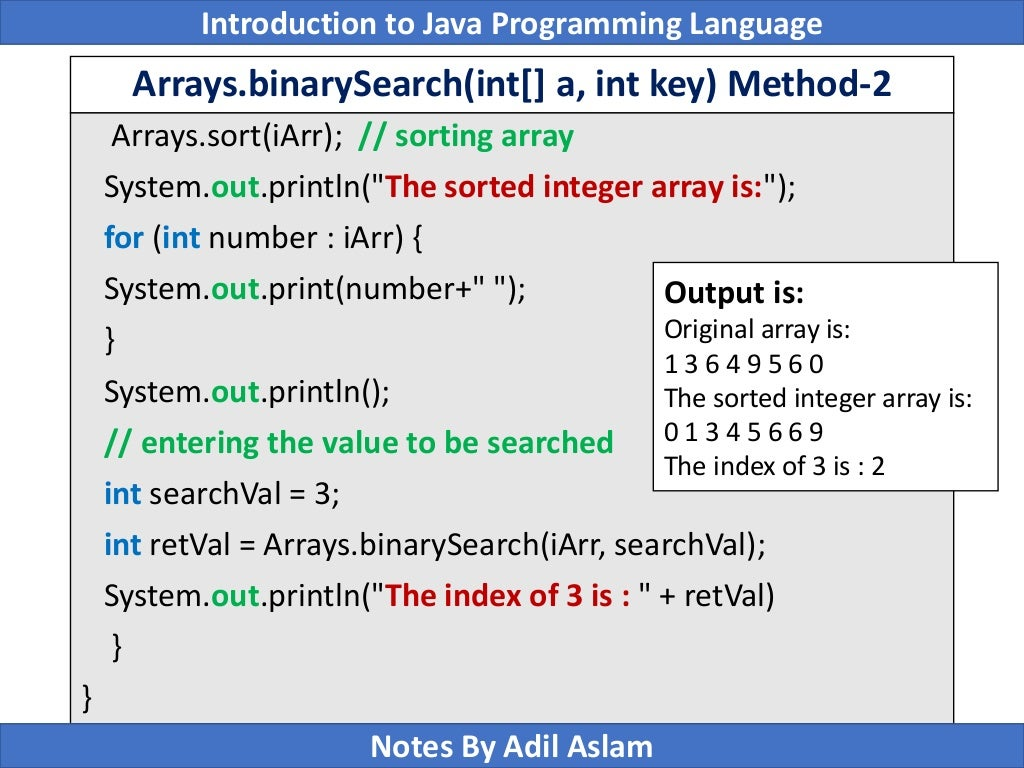 Introduction to Java Programming Language
Arrays.binarySearch(int[] a, int key) Method-2
Arrays.sort(iArr);  // sorting array
System.out.println("The sorted integer array is:");
for (int number : iArr) {
System.out.print(number+" ");
}
System.out.println();
// entering the value to be searched
int searchVal = 3;
int retVal = Arrays.binarySearch(iArr, searchVal);
System.out.println("The index of 3 is : " + retVal)
}
}
Output is:
Original array is:
1 3 6 4 9 5 6 0
The sorted integer array is:
0 1 3 4 5 6 6 9
The index of 3 is : 2
Notes By Adil Aslam